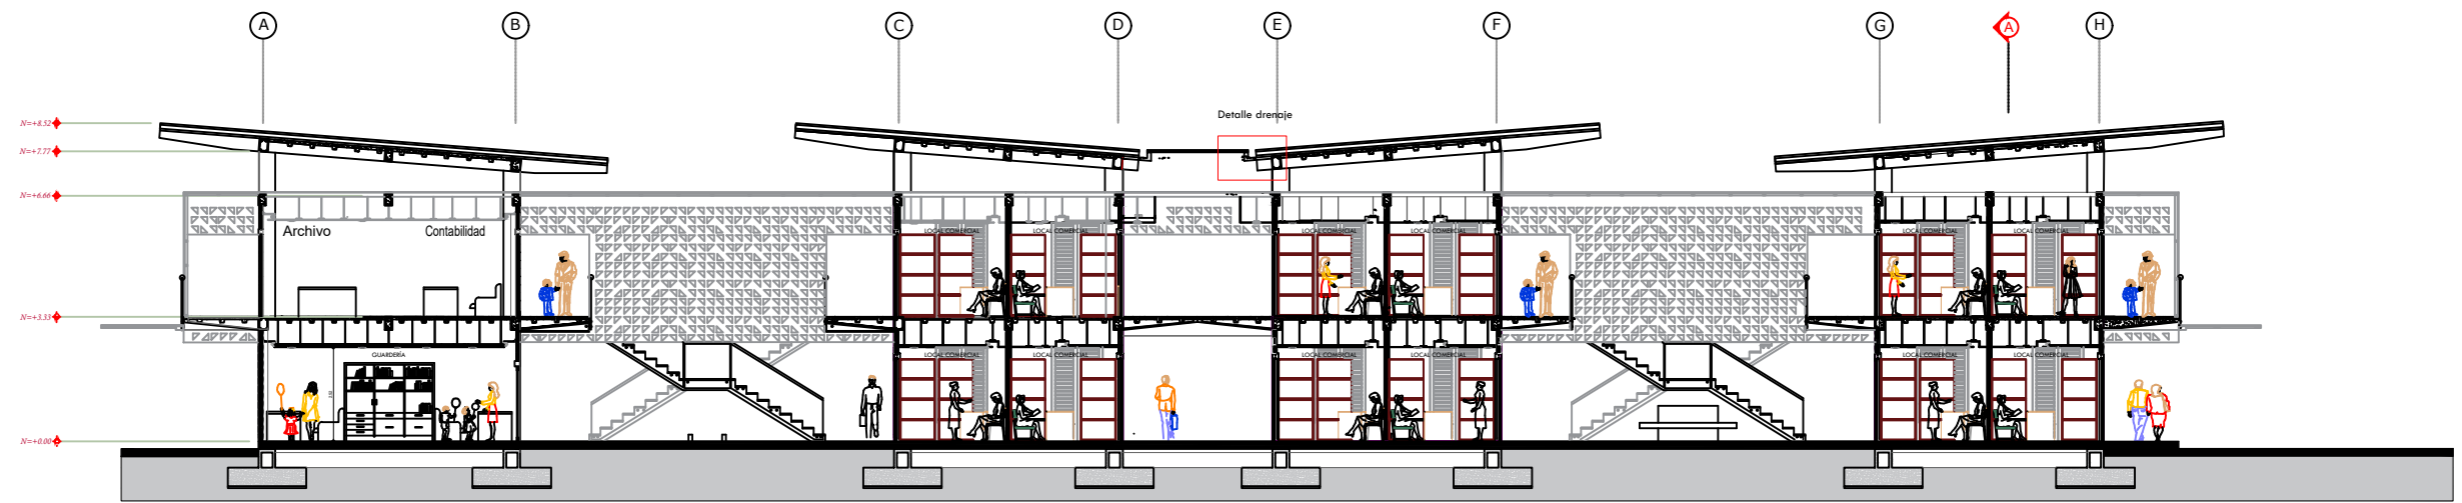 A B C D E F G A H
Detalle drenaje
N=+8.52
N=+7.77
N=+6.66
Archivo Contabilidad
LOCAL COMERCIAL LOCAL COMERCIAL LOCAL COMERCIAL LOCAL COMERCIAL LOCAL COMERCIAL LOCAL COMERCIAL
N=+3.33
GUARDERÍA LOCAL COMERCIAL LOCAL COMERCIAL LOCAL COMERCIAL LOCAL COMERCIAL LOCAL COMERCIAL LOCAL COMERCIAL
N=+0.00